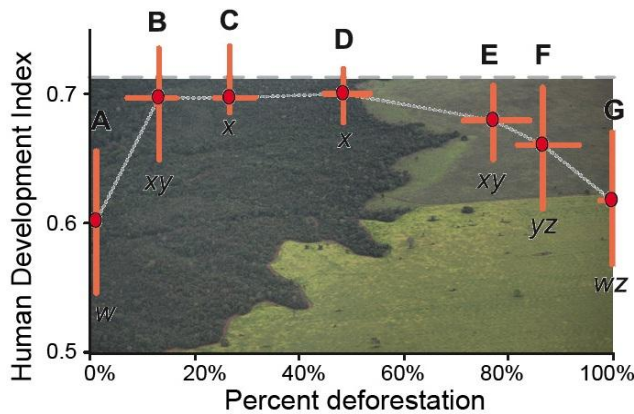 B
C
D
E
F
G
A
0.7
0.6
0.5
Human Development Index
x
x
xy
xy
yz
w
wz
0%
20%
40%
60%
80%
100%
Percent deforestation